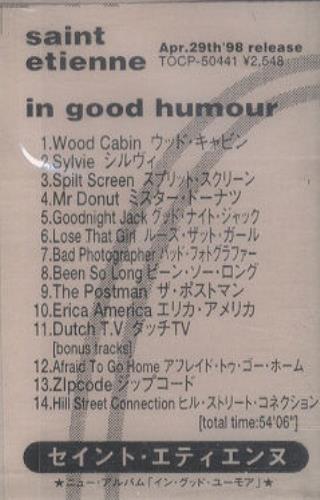 saint
etienne Apr.29th'98 release
TOCP-50441 ¥2,548
in good humour
1.Wood Cabin ウッド・キャビン
2.Sylvie シルヴィ
3.Spilt Screen スプリット・スクリーン
4.Mr Donut ミスター・ドーナツ
5.Goodnight Jack グッド・ナイト・ジャック
6.Lose That Girl ルーズ・ザット・ガール
7.Bad Photographer バッド・フォトグラファー
8.Been So Long ビーン・ソー・ロング
9.The Postman ザ・ポストマン
10.Erica America エリカ・アメリカ
11.Dutch T.V ダッチTV
[bonus tracks]
12.Afraid To Go Home アフレイド・トゥ・ゴー・ホーム
13.ZIpcode ジップコード
14.Hill Street Connection ヒル・ストリート・コネクション
[total time:54'06"]
セイント・エティエンヌ
★ニュー・アルバム「イン・グッド・ユーモア」★